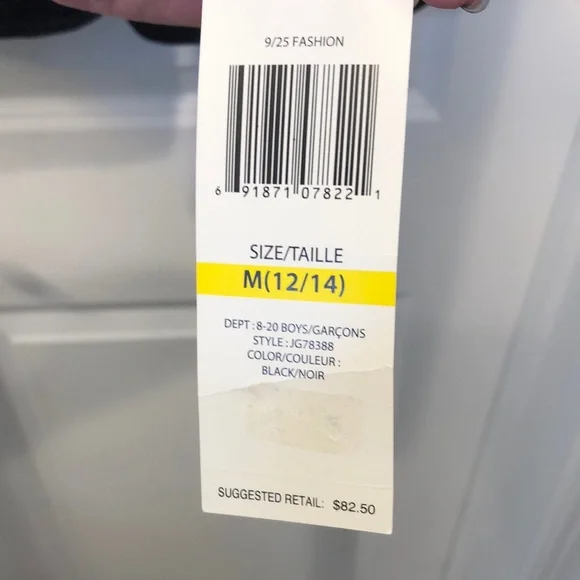 9/25 FASHION
6 91871 07822 1
SIZE/TAILLE
M(12/14)
DEPT : 8-20 BOYS/GARÇONS
STYLE : JG78388
COLOR/COULEUR :
BLACK/NOIR
SUGGESTED RETAIL: $82.50